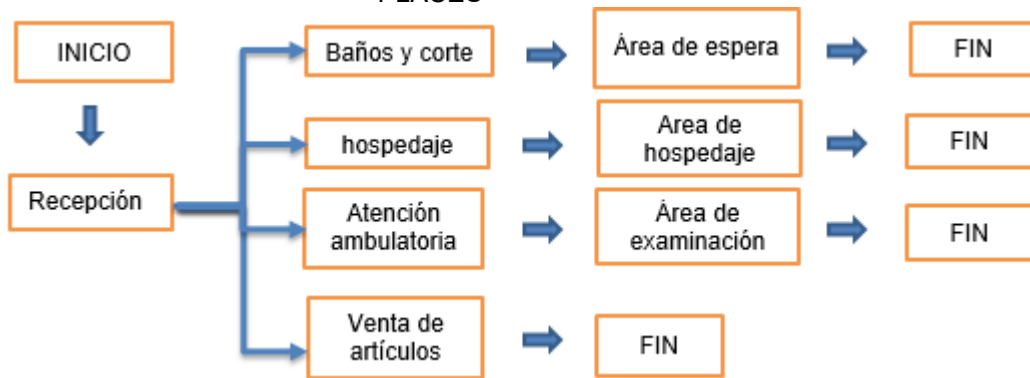 INICIO
Baños y corte
Área de espera
FIN
hospedaje
Area de
hospedaje
FIN
Recepción
Atención
ambulatoria
Área de
examinación
FIN
Venta de
artículos
FIN